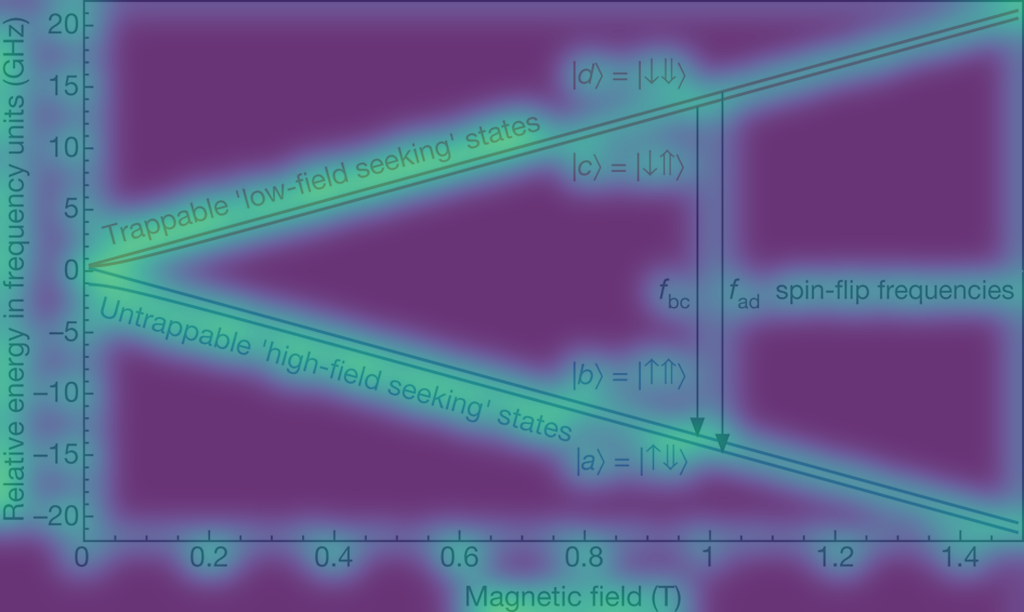 Relative energy in frequency units (GHz)
20
15
10
5
0
–5
–10
–15
–20
Trappable 'low-field seeking' states
Untrappable 'high-field seeking' states
|d⟩ = |↓⇓⟩
|c⟩ = |↓⇑⟩
f_bc
f_ad spin-flip frequencies
|b⟩ = |↑⇑⟩
|a⟩ = |↑⇓⟩
0 0.2 0.4 0.6 0.8 1 1.2 1.4
Magnetic field (T)